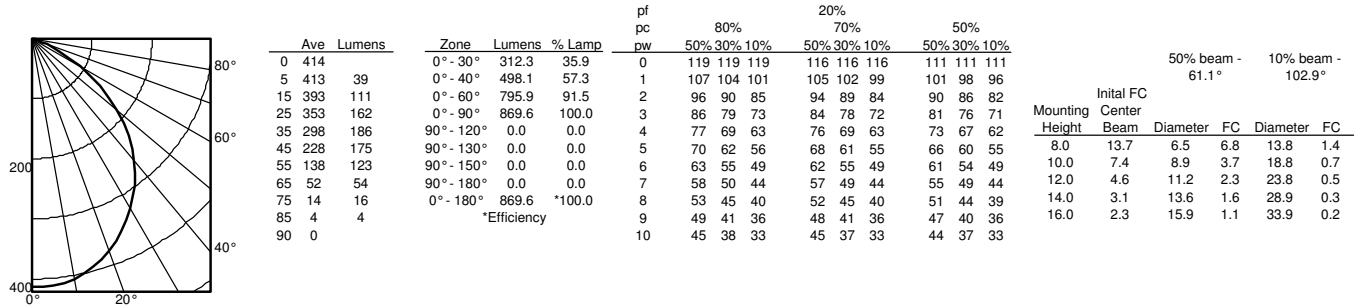 80°
60°
40°
20°
0°
200
400
Ave Lumens
0 414
5 413 39
15 393 111
25 353 162
35 298 186
45 228 175
55 138 123
65 52 54
75 14 16
85 4 4
90 0
Zone Lumens % Lamp
0° - 30° 312.3 35.9
0° - 40° 498.1 57.3
0° - 60° 795.9 91.5
0° - 90° 869.6 100.0
90° - 120° 0.0 0.0
90° - 130° 0.0 0.0
90° - 150° 0.0 0.0
90° - 180° 0.0 0.0
0° - 180° 869.6 *100.0
*Efficiency
pf 20%
pc 80% 70% 50%
pw 50% 30% 10% 50% 30% 10% 50% 30% 10%
0 119 119 119 116 116 116 111 111 111
1 107 104 101 105 102 99 101 98 96
2 96 90 85 94 89 84 90 86 82
3 86 79 73 84 78 72 81 76 71
4 77 69 63 76 69 63 73 67 62
5 70 62 56 68 61 55 66 60 55
6 63 55 49 62 55 49 61 54 49
7 58 50 44 57 49 44 55 49 44
8 53 45 40 52 45 40 51 44 39
9 49 41 36 48 41 36 47 40 36
10 45 38 33 45 37 33 44 37 33
50% beam - 10% beam -
61.1° 102.9°
Inital FC
Mounting Center
Height Beam Diameter FC Diameter FC
8.0 13.7 6.5 6.8 13.8 1.4
10.0 7.4 8.9 3.7 18.8 0.7
12.0 4.6 11.2 2.3 23.8 0.5
14.0 3.1 13.6 1.6 28.9 0.3
16.0 2.3 15.9 1.1 33.9 0.2